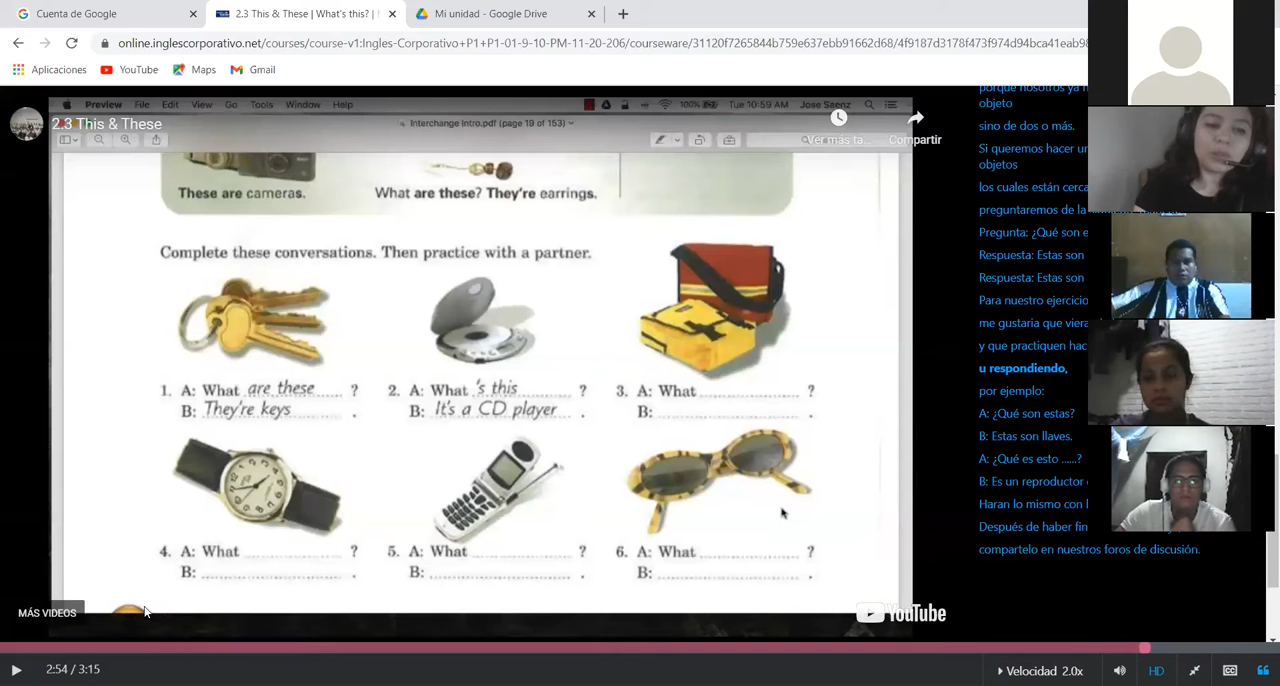 Cuenta de Google
2.3 This & These | What's this? |
Mi unidad - Google Drive
online.inglescorporativo.net/courses/course-v1:Ingles-Corporativo+P1+P1-01-9-10-PM-11-20-206/courseware/31120f7265844b759e637ebb91662d68/4f9187d3178f473f974d94bca41eab98
Aplicaciones YouTube Maps Gmail
Preview File Edit View Go Tools Window Help 100% Tue 10:59 AM Jose Saenz
2.3 This & These
Interchange Intro.pdf (page 19 of 153)
Ver más ta... Compartir
These are cameras. What are these? They're earrings.
Complete these conversations. Then practice with a partner.
1. A: What are these ?
B: They're keys .
2. A: What 's this ?
B: It's a CD player .
3. A: What ?
B: .
4. A: What ?
B: .
5. A: What ?
B: .
6. A: What ?
B: .
MÁS VIDEOS
YouTube
porque nosotros ya
objeto
sino de dos o más.
Si queremos hacer
objetos
los cuales están cerca
preguntaremos de la
Pregunta: ¿Qué son
Respuesta: Estas son
Respuesta: Estas son
Para nuestro ejercicio
me gustaria que
y que practiquen
u respondiendo,
por ejemplo:
A: ¿Qué son estas?
B: Estas son llaves.
A: ¿Qué es esto ......?
B: Es un reproductor
Haran lo mismo con
Después de haber
compartelo en nuestros foros de discusión.
2:54 / 3:15
Velocidad 2.0x
HD
CC